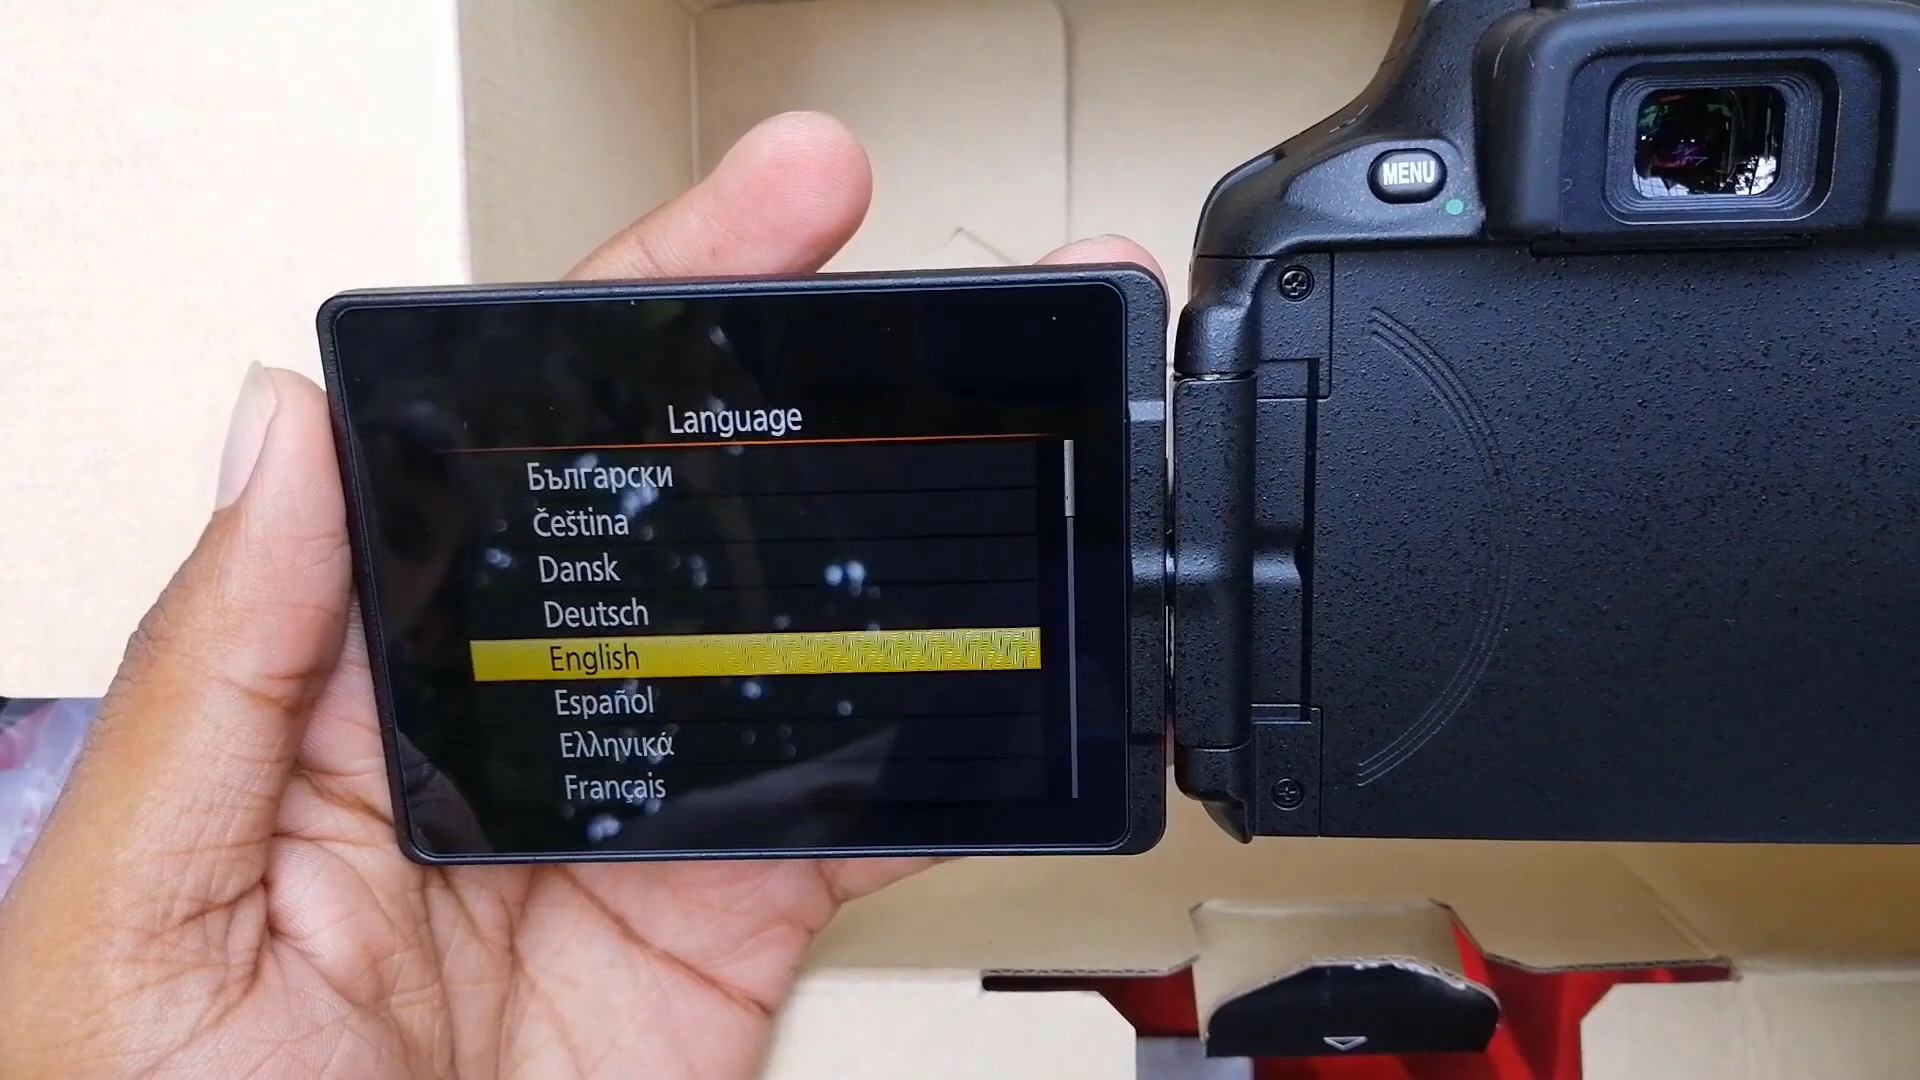 MENU
Language
Български
Čeština
Dansk
Deutsch
English
Español
Ελληνικά
Français